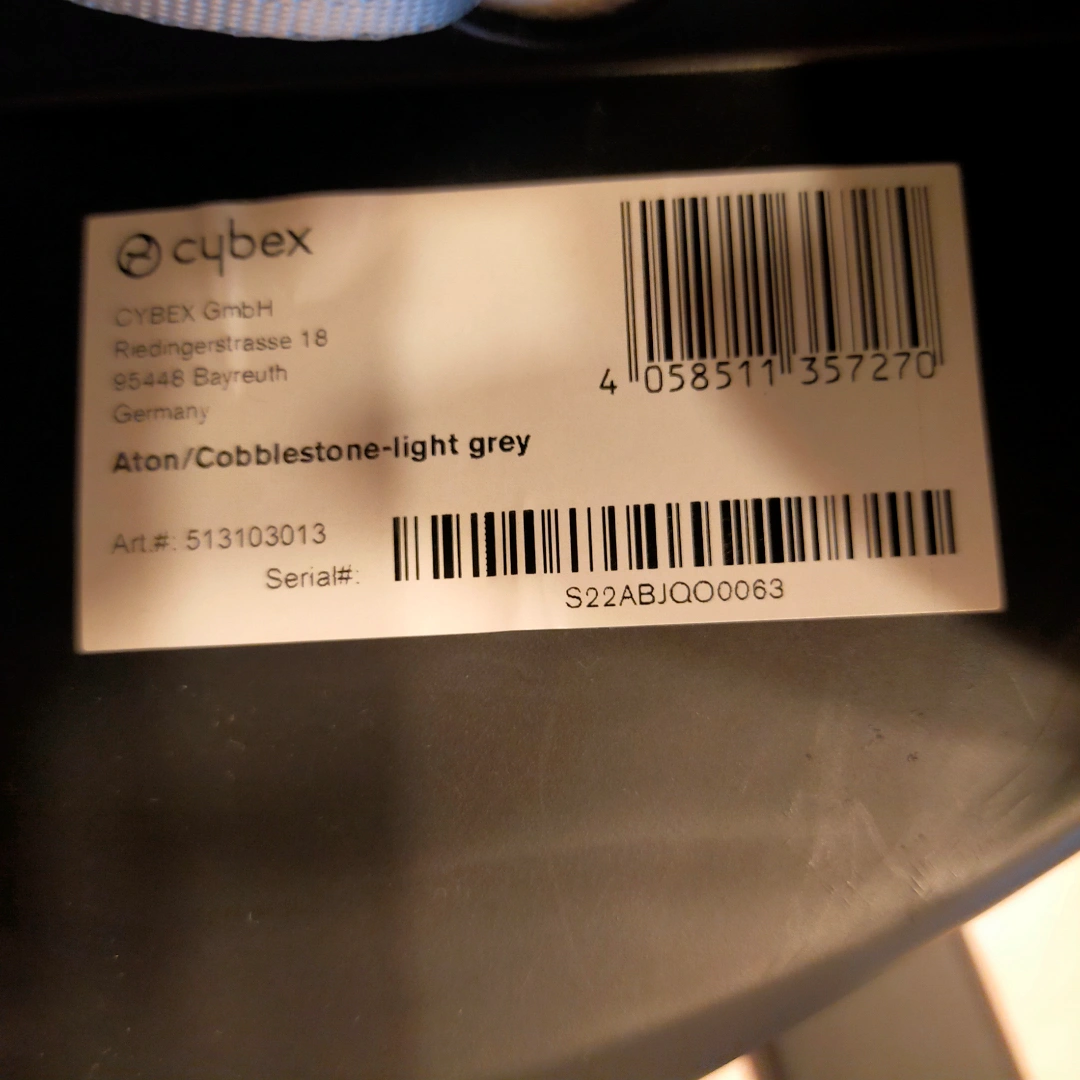 cybex
CYBEX GmbH
Riedingerstrasse 18
95448 Bayreuth
Germany
4 058511 357270
Aton/Cobblestone-light grey
Art.#: 513103013
Serial#:
S22ABJQO0063